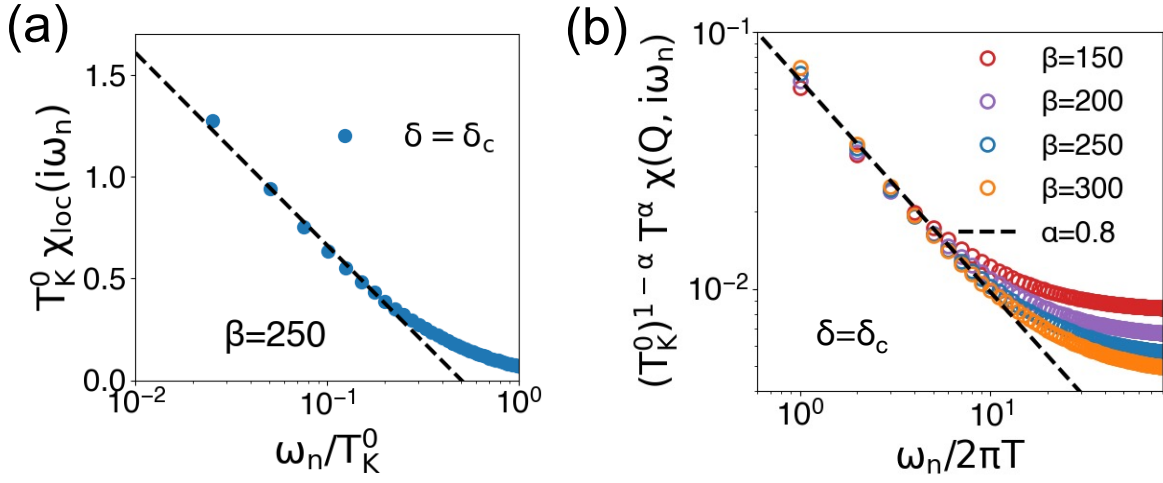 (a)
1.5
1.0
0.5
0.0
T_K^0 χ_loc(iω_n)
δ = δ_c
β=250
10^−2
10^−1
10^0
ω_n/T_K^0
(b)
10^−1
10^−2
(T_K^0)^{1 − α} T^α χ(Q, iω_n)
β=150
β=200
β=250
β=300
α=0.8
δ=δ_c
10^0
10^1
ω_n/2πT